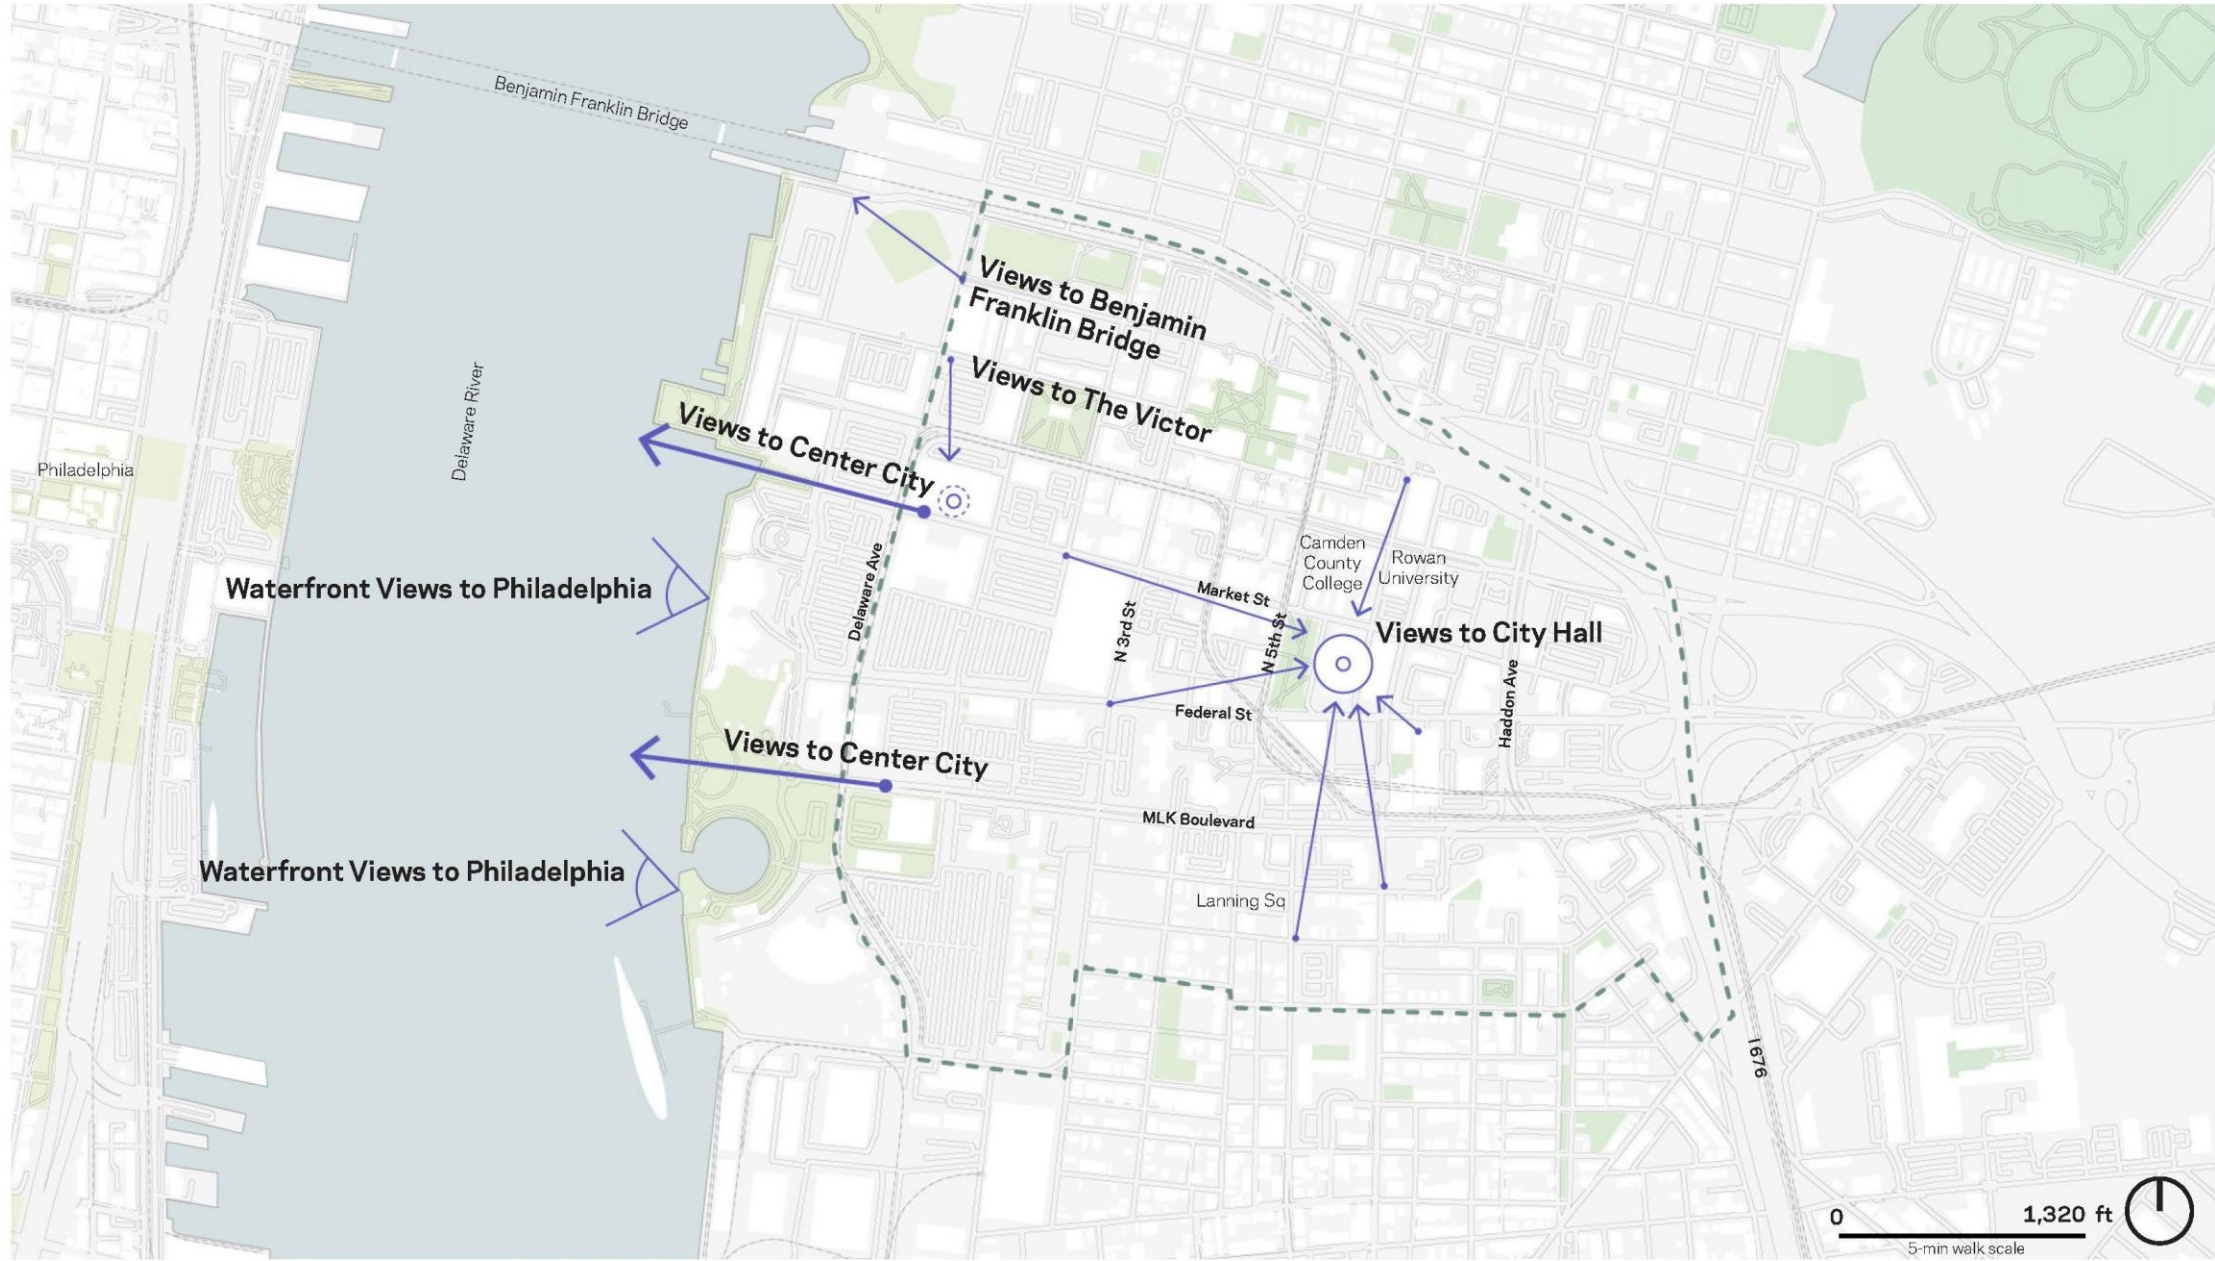 Benjamin Franklin Bridge
Views to Benjamin
Franklin Bridge
Delaware River
Views to The Victor
Views to Center City
Philadelphia
Camden
County
College
Rowan
University
Waterfront Views to Philadelphia
Delaware Ave
Market St
N 3rd St
N 5th St
Views to City Hall
Haddon Ave
Federal St
Views to Center City
MLK Boulevard
Waterfront Views to Philadelphia
Lanning Sq
I 676
0
1,320 ft
5-min walk scale